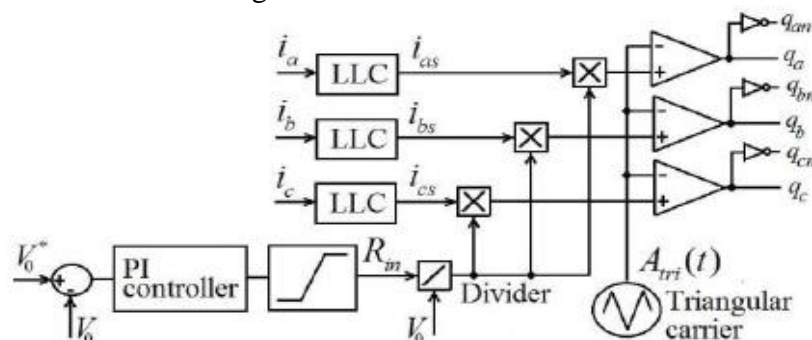 q_an
i_a LLC i_as q_a
q_bn
i_b LLC i_bs q_b
q_cn
i_c LLC i_cs q_c
V_0^* PI controller R_in A_tri(t)
Divider
V_0 V_0
Triangular carrier